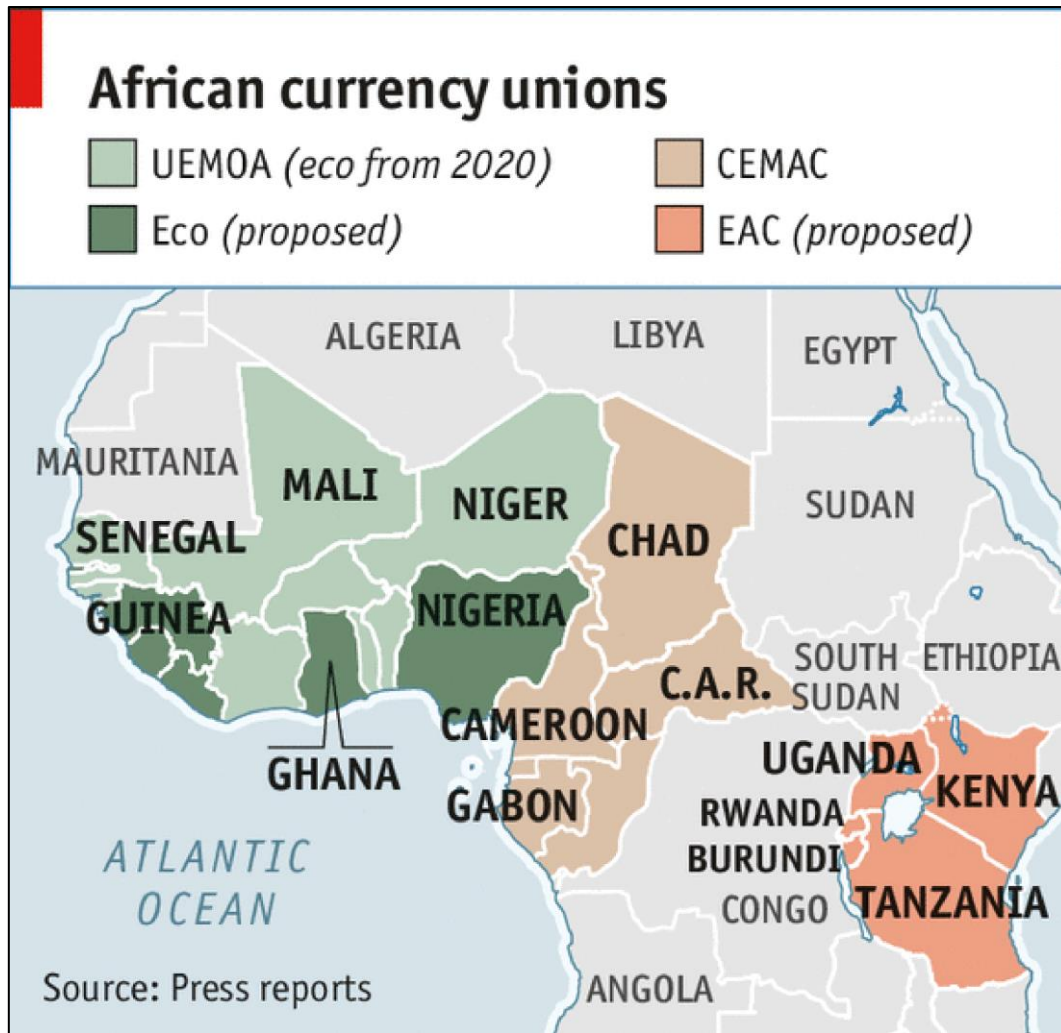 African currency unions
UEMOA (eco from 2020)
CEMAC
Eco (proposed)
EAC (proposed)
ALGERIA
LIBYA
EGYPT
MAURITANIA
MALI
NIGER
CHAD
SUDAN
SENEGAL
GUINEA
NIGERIA
SOUTH
SUDAN
ETHIOPIA
C.A.R.
CAMEROON
GHANA
GABON
UGANDA
KENYA
RWANDA
BURUNDI
CONGO
TANZANIA
ATLANTIC
OCEAN
ANGOLA
Source: Press reports